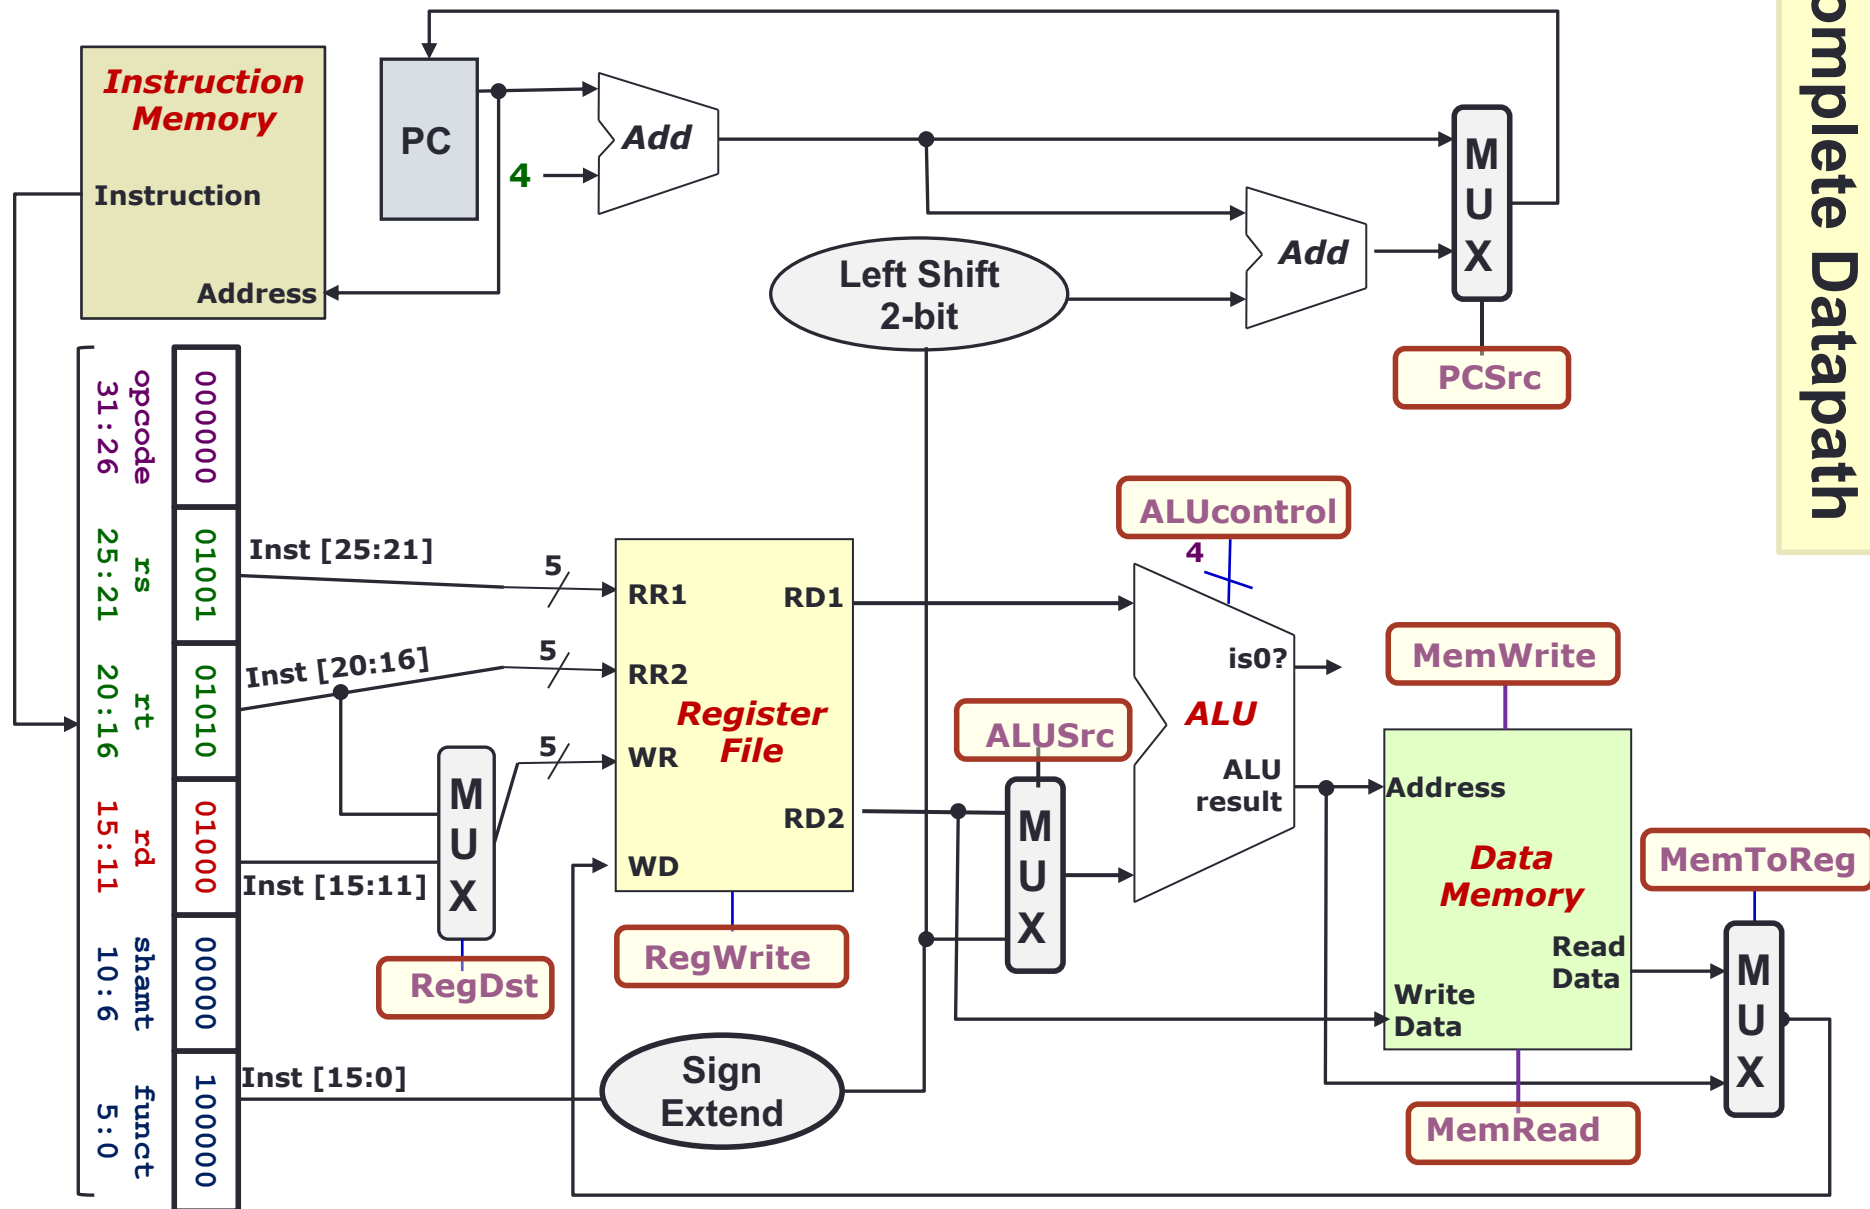 omplete Datapath
Instruction
Memory
Instruction
Address
PC
4
Add
Left Shift
2-bit
Add
M
U
X
PCSrc
opcode
31:26
000000
rs
25:21
01001
rt
20:16
01010
rd
15:11
01000
shamt
10:6
00000
funct
5:0
100000
Inst [25:21]
5
Inst [20:16]
5
5
Inst [15:11]
M
U
X
RegDst
Inst [15:0]
RR1
RD1
RR2
Register
File
WR
RD2
WD
RegWrite
Sign
Extend
ALUSrc
M
U
X
ALUcontrol
4
is0?
ALU
ALU
result
MemWrite
Address
Data
Memory
Read
Data
Write
Data
MemRead
MemToReg
M
U
X